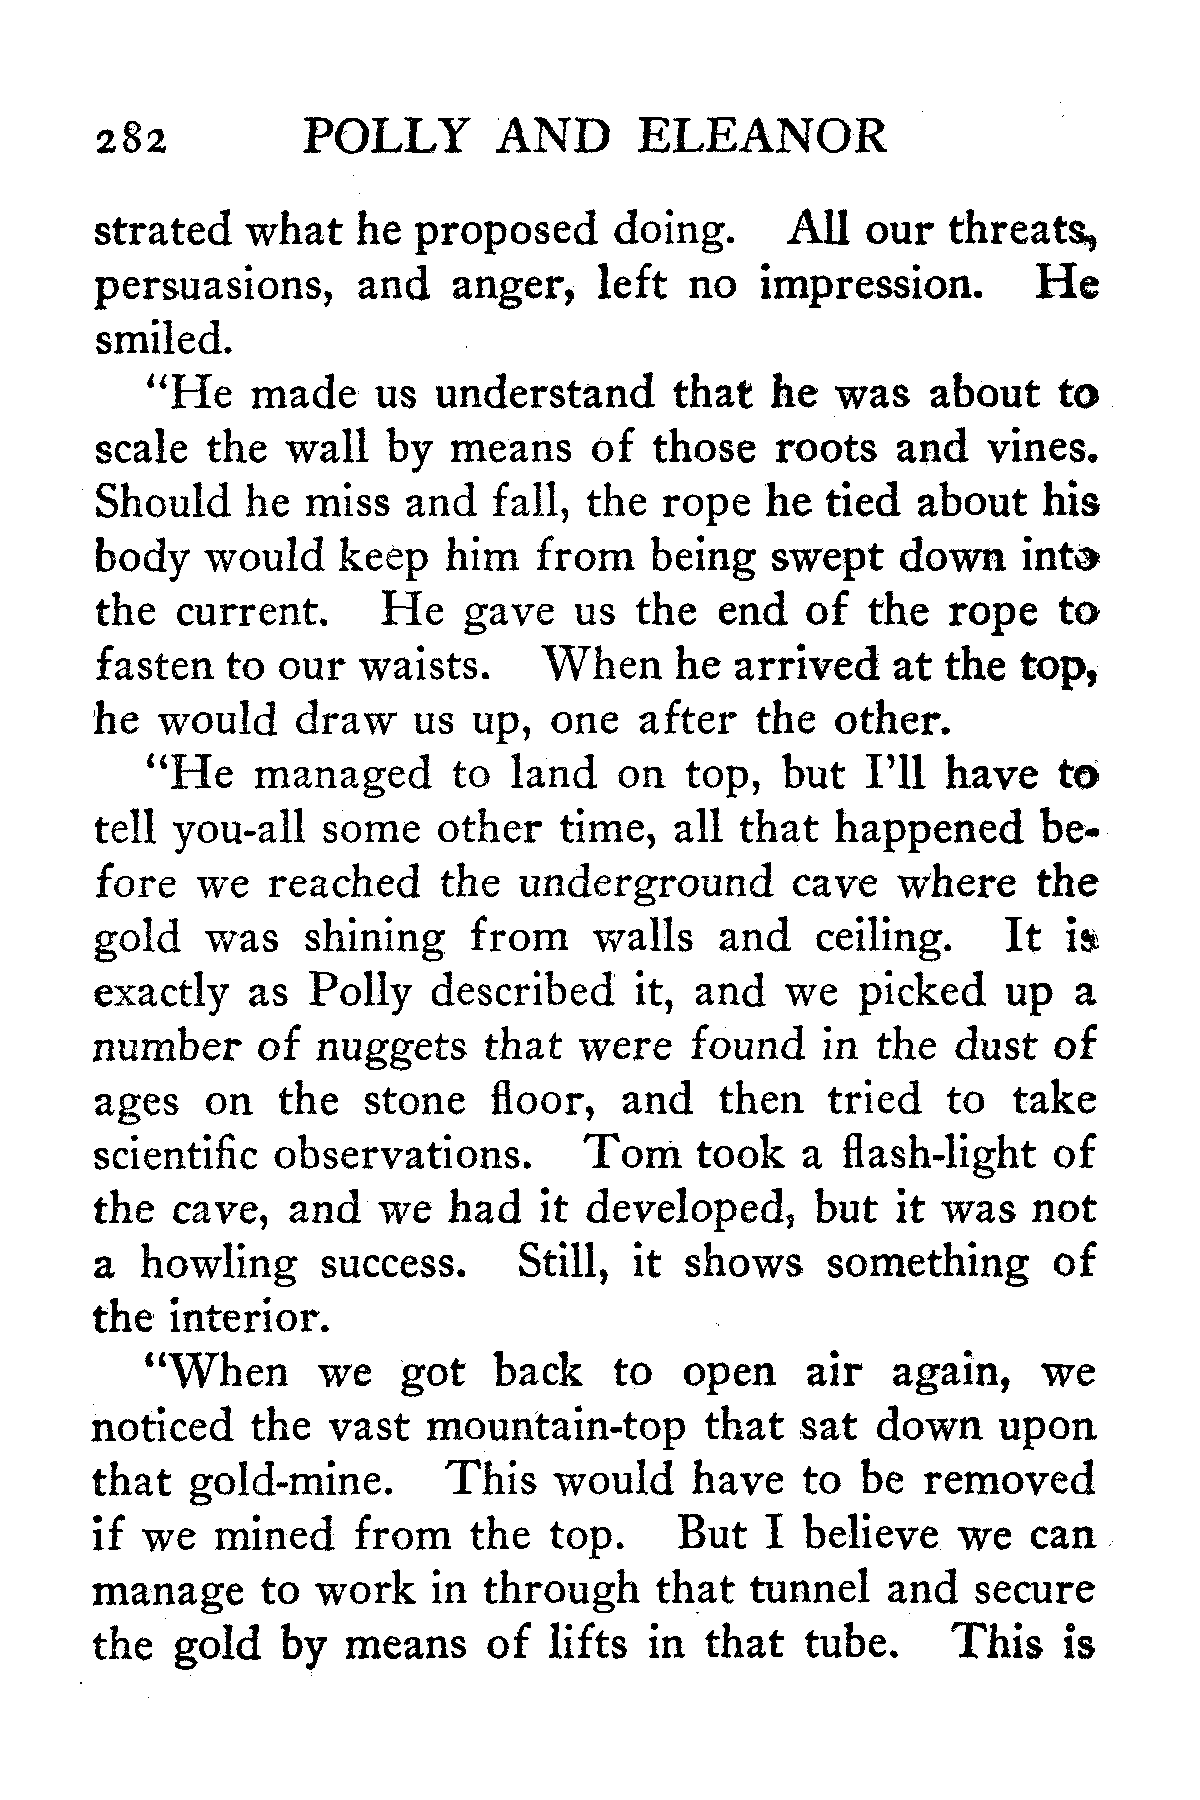 282 POLLY AND ELEANOR
strated what he proposed doing. All our threats,
persuasions, and anger, left no impression. He
smiled.
“He made us understand that he was about to
scale the wall by means of those roots and vines.
Should he miss and fall, the rope he tied about his
body would keep him from being swept down into
the current. He gave us the end of the rope to
fasten to our waists. When he arrived at the top,
he would draw us up, one after the other.
“He managed to land on top, but I’ll have to
tell you-all some other time, all that happened be-
fore we reached the underground cave where the
gold was shining from walls and ceiling. It is
exactly as Polly described it, and we picked up a
number of nuggets that were found in the dust of
ages on the stone floor, and then tried to take
scientific observations. Tom took a flash-light of
the cave, and we had it developed, but it was not
a howling success. Still, it shows something of
the interior.
“When we got back to open air again, we
noticed the vast mountain-top that sat down upon
that gold-mine. This would have to be removed
if we mined from the top. But I believe we can
manage to work in through that tunnel and secure
the gold by means of lifts in that tube. This is